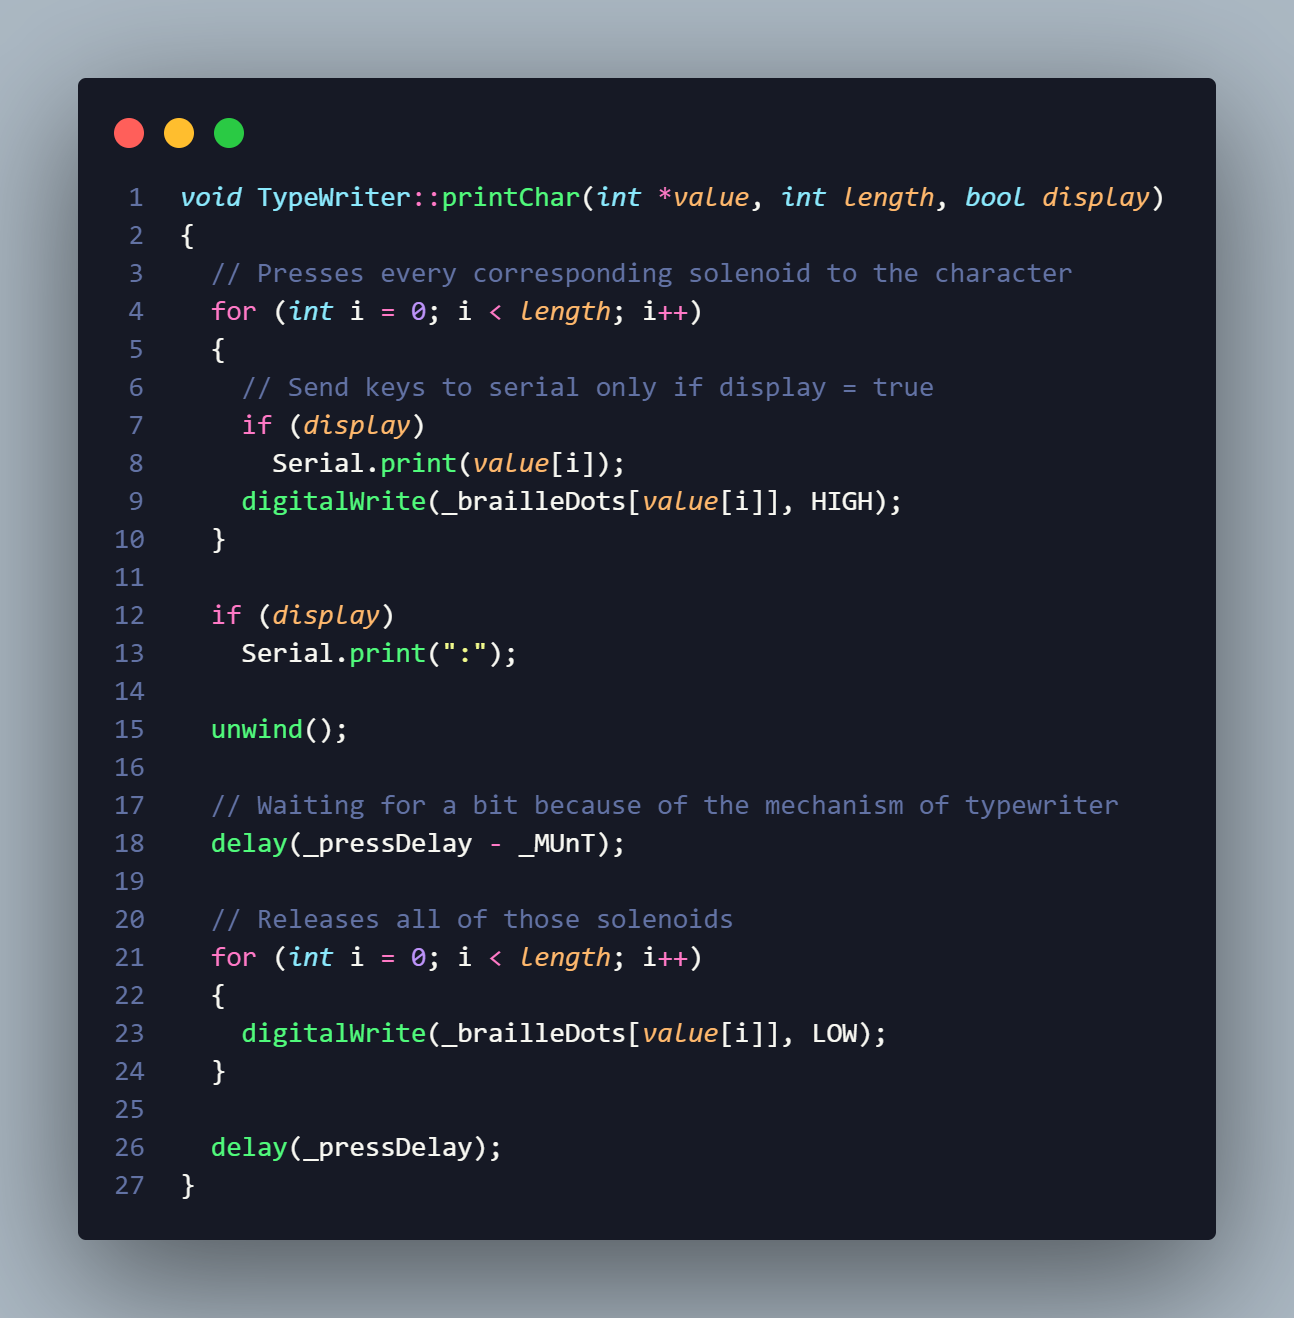 1 void TypeWriter::printChar(int *value, int length, bool display)
2 {
3   // Presses every corresponding solenoid to the character
4   for (int i = 0; i < length; i++)
5   {
6     // Send keys to serial only if display = true
7     if (display)
8       Serial.print(value[i]);
9     digitalWrite(_brailleDots[value[i]], HIGH);
10   }
11
12   if (display)
13     Serial.print(":");
14
15   unwind();
16
17   // Waiting for a bit because of the mechanism of typewriter
18   delay(_pressDelay - _MUnT);
19
20   // Releases all of those solenoids
21   for (int i = 0; i < length; i++)
22   {
23     digitalWrite(_brailleDots[value[i]], LOW);
24   }
25
26   delay(_pressDelay);
27 }